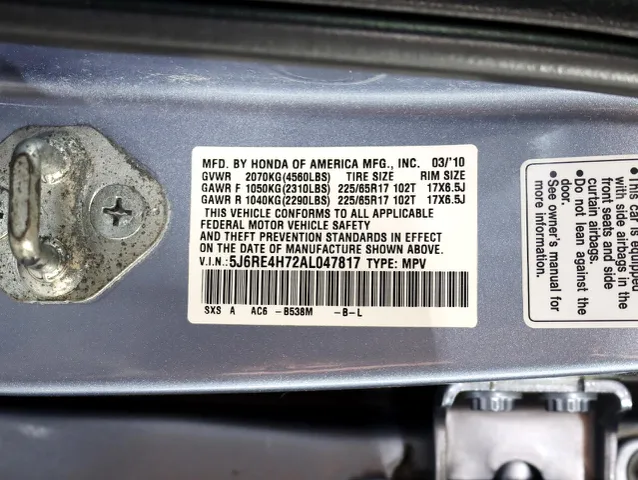 MFD. BY HONDA OF AMERICA MFG., INC. 03/'10
GVWR 2070KG(4560LBS) TIRE SIZE RIM SIZE
GAWR F 1050KG(2310LBS) 225/65R17 102T 17X6.5J
GAWR R 1040KG(2290LBS) 225/65R17 102T 17X6.5J
THIS VEHICLE CONFORMS TO ALL APPLICABLE
FEDERAL MOTOR VEHICLE SAFETY
AND THEFT PREVENTION STANDARDS IN EFFECT
ON THE DATE OF MANUFACTURE SHOWN ABOVE.
V.I.N.:5J6RE4H72AL047817 TYPE: MPV
SXS A AC6 -B538M -B-L
• This car is equipped
with side airbags in the
front seats and side
curtain airbags.
• Do not lean against the
door.
• See owner's manual for
more information.